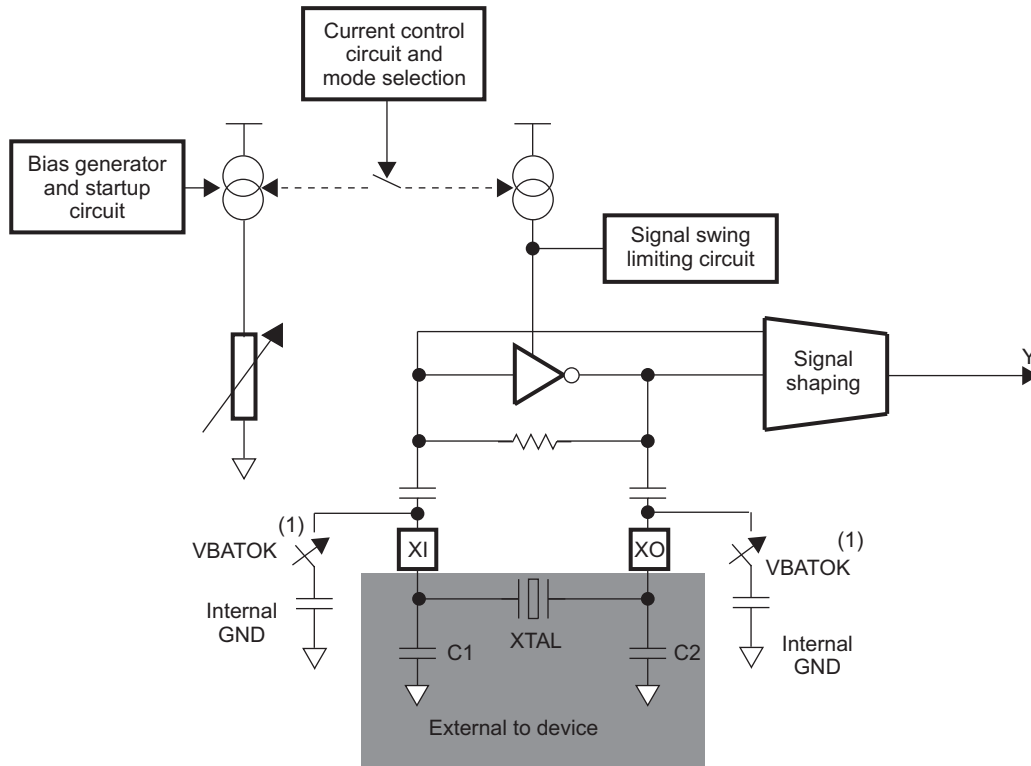 Current control
circuit and
mode selection
Bias generator
and startup
circuit
Signal swing
limiting circuit
Signal
shaping
Y
(1)
VBATOK
XI
XO
(1)
VBATOK
Internal
GND
XTAL
C1
C2
Internal
GND
External to device